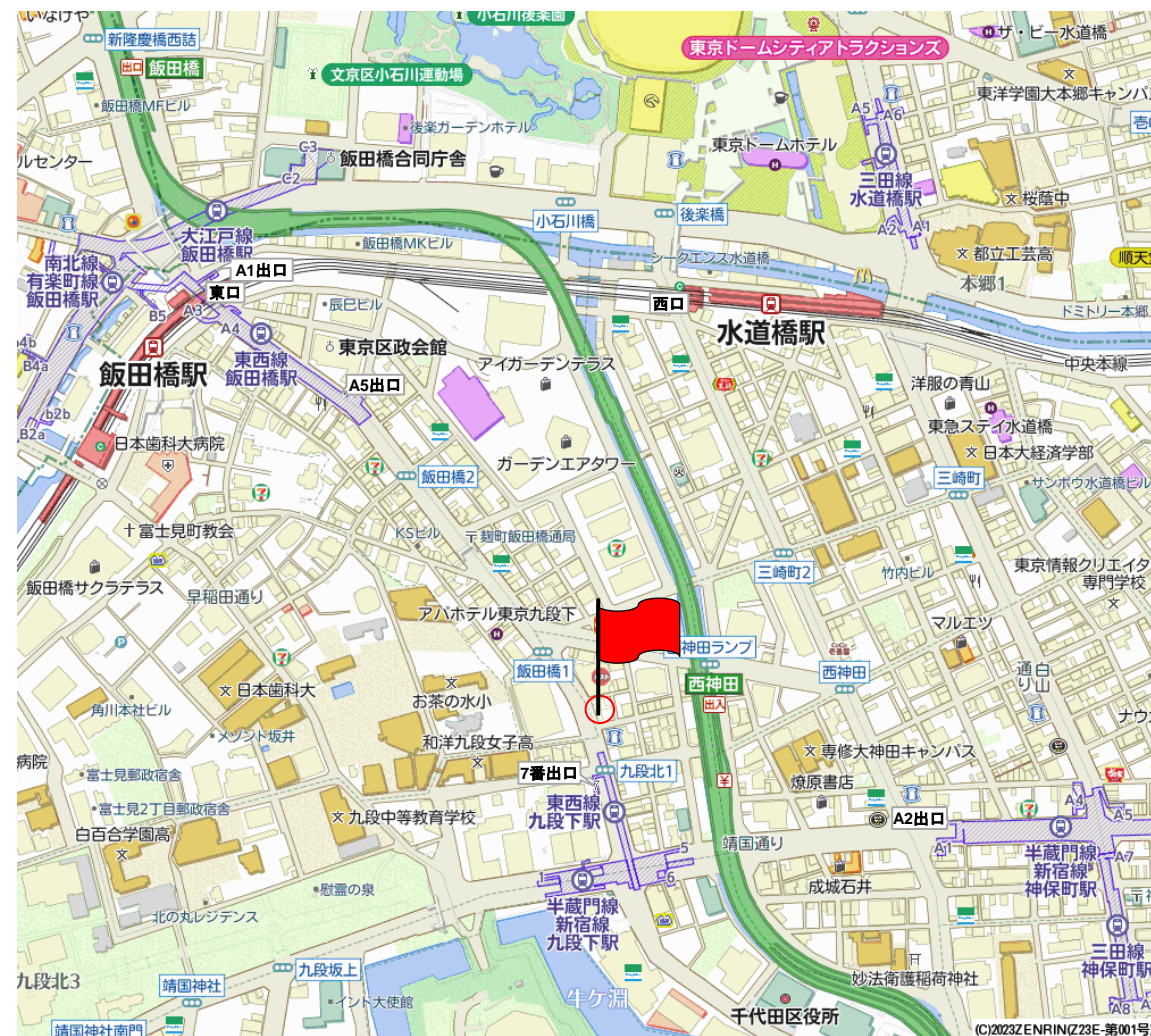 いなげや
小石川後楽園
ザ・ビー水道橋
新隆慶橋西詰
東京ドームシティアトラクションズ
出口
飯田橋
文京区小石川運動場
東洋学園大本郷キャンパ
飯田橋MFビル
後楽ガーデンホテル
A5
A6
壱
ルセンター
C3
飯田橋合同庁舎
東京ドームホテル
C2
三田線
水道橋駅
桜蔭中
小石川橋
後楽橋
A2
A1
大江戸線
飯田橋駅
飯田橋MKビル
都立工芸高
シークエンス水道橋
順天
南北線
有楽町線
飯田橋駅
A1出口
本郷1
東口
西口
B5
A3
辰巳ビル
ドミトリー本郷
A4
水道橋駅
b4b
B4a
東西線
飯田橋駅
東京区政会館
アイガーデンテラス
中央本線
飯田橋駅
A5出口
洋服の青山
b2b
B2a
東急ステイ水道橋
日本歯科大病院
日本大経済学部
ガーデンエアタワー
飯田橋2
三崎町
サンボウ水道橋ビル
富士見町教会
KSビル
〒麹町飯田橋通局
三崎町2
竹内ビル
東京情報クリエイタ
専門学校
飯田橋サクラテラス
早稲田通り
アパホテル東京九段下
マルエツ
神田ランプ
飯田橋1
西神田
白山
通り
西神田
出入
日本歯科大
お茶の水小
角川本社ビル
メゾント坂井
和洋九段女子高
専修大神田キャンパス
ナウ
病院
富士見郵政宿舎
7番出口
九段北1
燎原書店
富士見2丁目郵政宿舎
東西線
九段下駅
九段中等教育学校
A2出口
A4
A5
白百合学園高
靖国通り
A1
半蔵門線
新宿線
神保町駅
A7
5
1
6
慰霊の泉
成城石井
北の丸レジデンス
半蔵門線
新宿線
九段下駅
三田線
神保町駅
九段坂上
九段北3
靖国神社
妙法衛護稲荷神社
インド大使館
牛ケ淵
千代田区役所
A8
靖国神社南門
(C)2023ZENRIN(Z23E-第001号